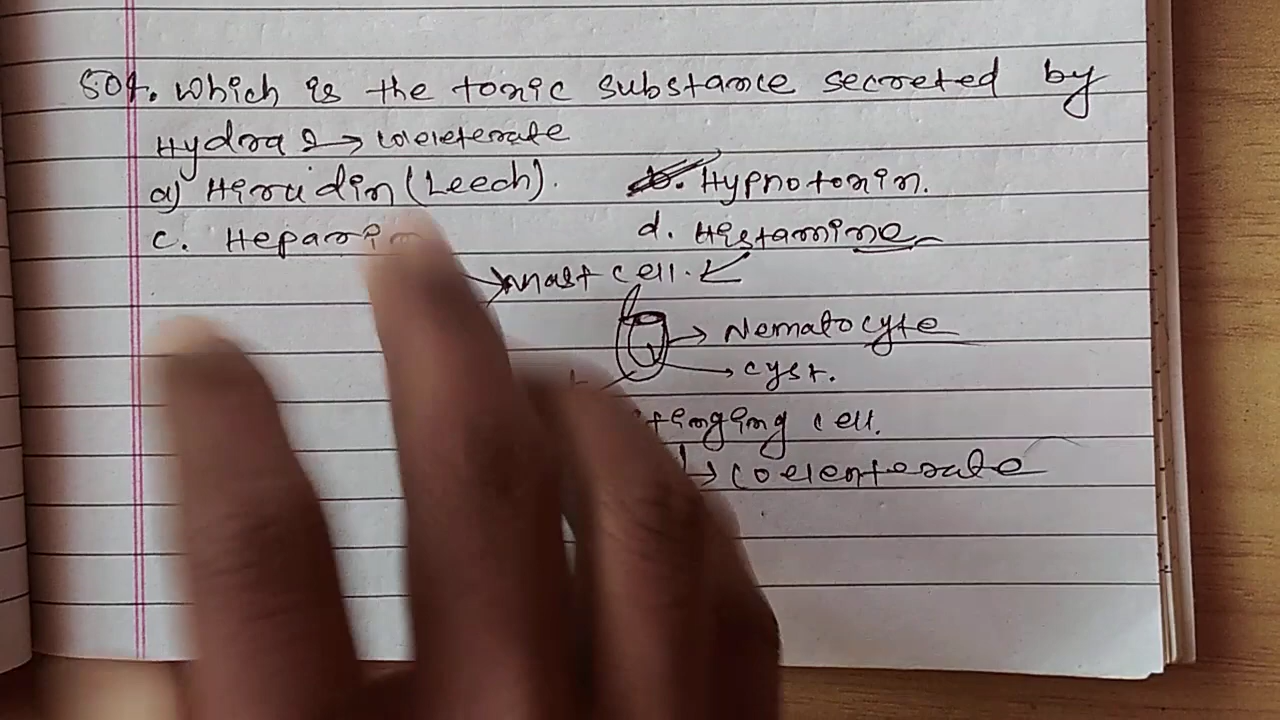 504. Which is the toxic substance secreted by
Hydra? → Coeleterate
a) Hirudin (Leech). b. Hypnotoxin.
c. Heparin d. Histamine
→ mast cell.
→ Nematocyte
→ cyst.
stinging cell.
→ Coelenterate